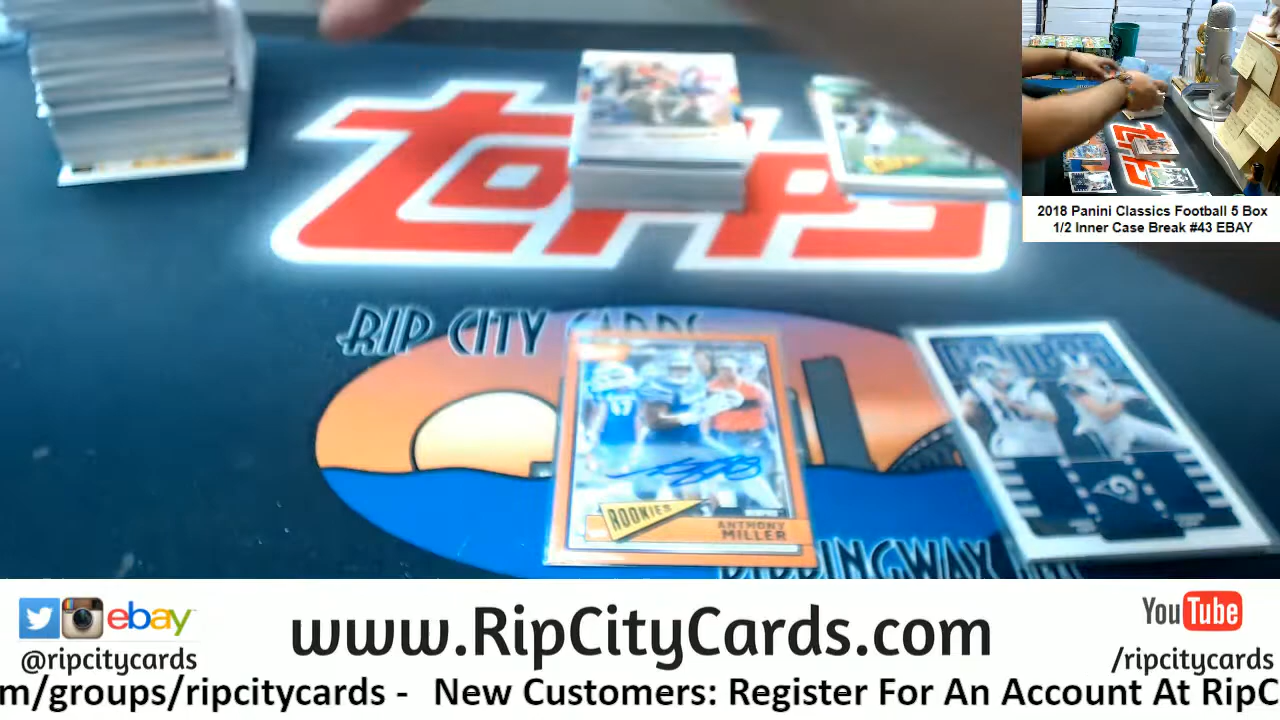 2018 Panini Classics Football 5 Box
1/2 Inner Case Break #43 EBAY
topps
RIP CITY CARDS
ROOKIES
ANTHONY
MILLER
ebay
@ripcitycards
www.RipCityCards.com
YouTube
/ripcitycards
m/groups/ripcitycards - New Customers: Register For An Account At RipC